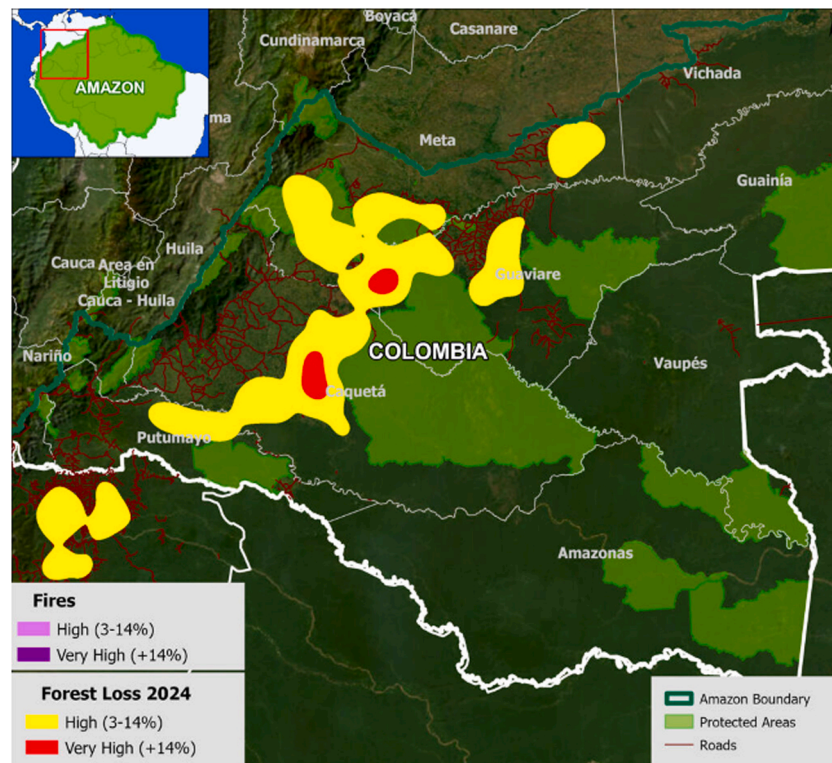 Boyacá
Casanare
Cundinamarca
Vichada
AMAZON
ma
Meta
Guainía
Huila
Cauca
Area en
Litigio
Cauca - Huila
Guaviare
Nariño
COLOMBIA
Vaupés
Caquetá
Putumayo
Amazonas
Fires
High (3-14%)
Very High (+14%)
Forest Loss 2024
High (3-14%)
Very High (+14%)
Amazon Boundary
Protected Areas
Roads